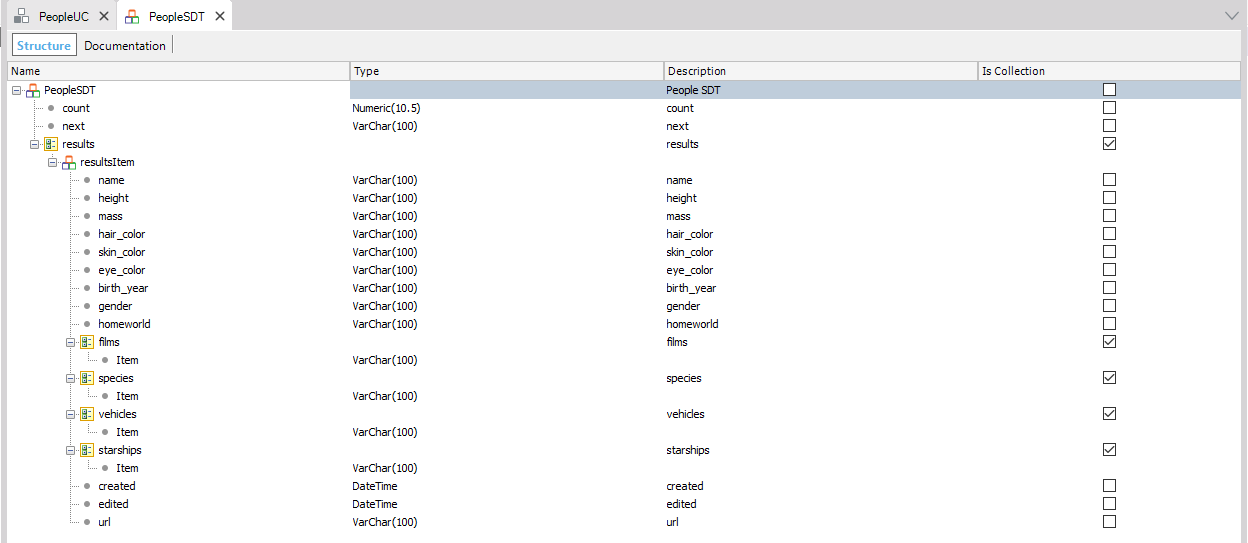 PeopleUC PeopleSDT
Structure Documentation
Name Type Description Is Collection
PeopleSDT People SDT
count Numeric(10.5) count
next VarChar(100) next
results results
resultsItem
name VarChar(100) name
height VarChar(100) height
mass VarChar(100) mass
hair_color VarChar(100) hair_color
skin_color VarChar(100) skin_color
eye_color VarChar(100) eye_color
birth_year VarChar(100) birth_year
gender VarChar(100) gender
homeworld VarChar(100) homeworld
films films
Item VarChar(100)
species species
Item VarChar(100)
vehicles vehicles
Item VarChar(100)
starships starships
Item VarChar(100)
created DateTime created
edited DateTime edited
url VarChar(100) url